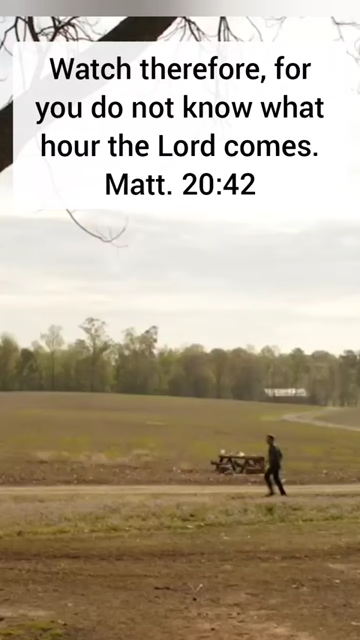 Watch therefore, for
you do not know what
hour the Lord comes.
Matt. 20:42